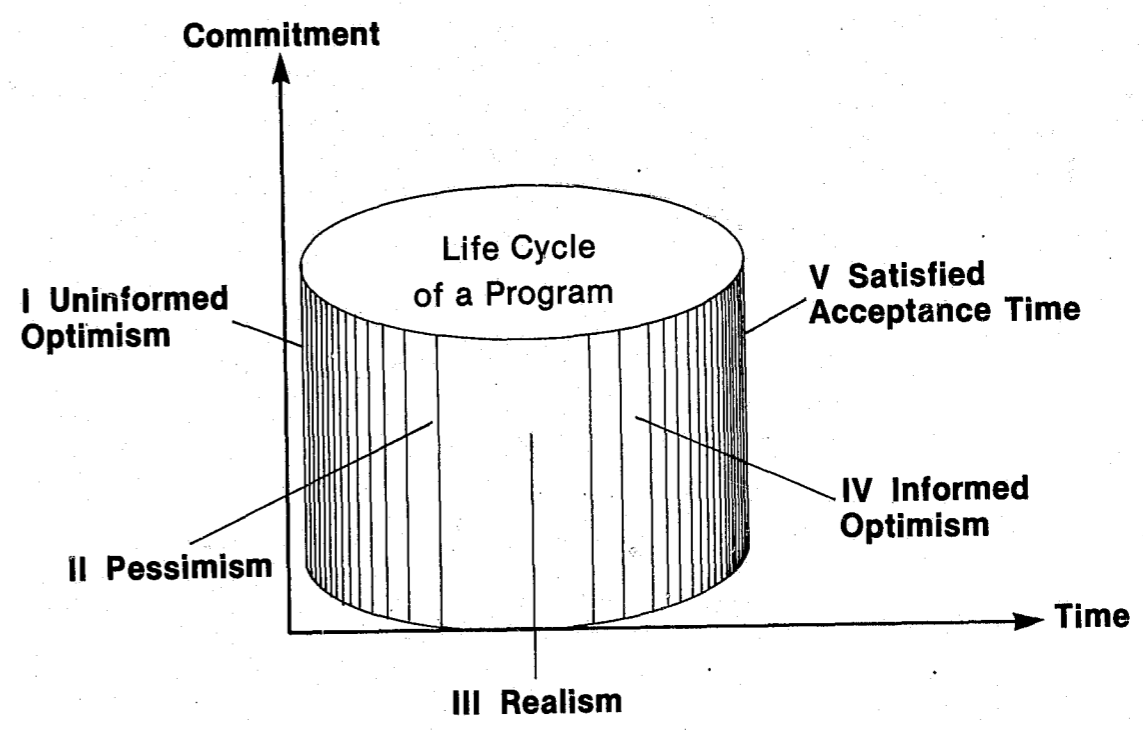 Commitment
Life Cycle
of a Program
I Uninformed
Optimism
V Satisfied
Acceptance Time
IV Informed
Optimism
II Pessimism
Time
III Realism